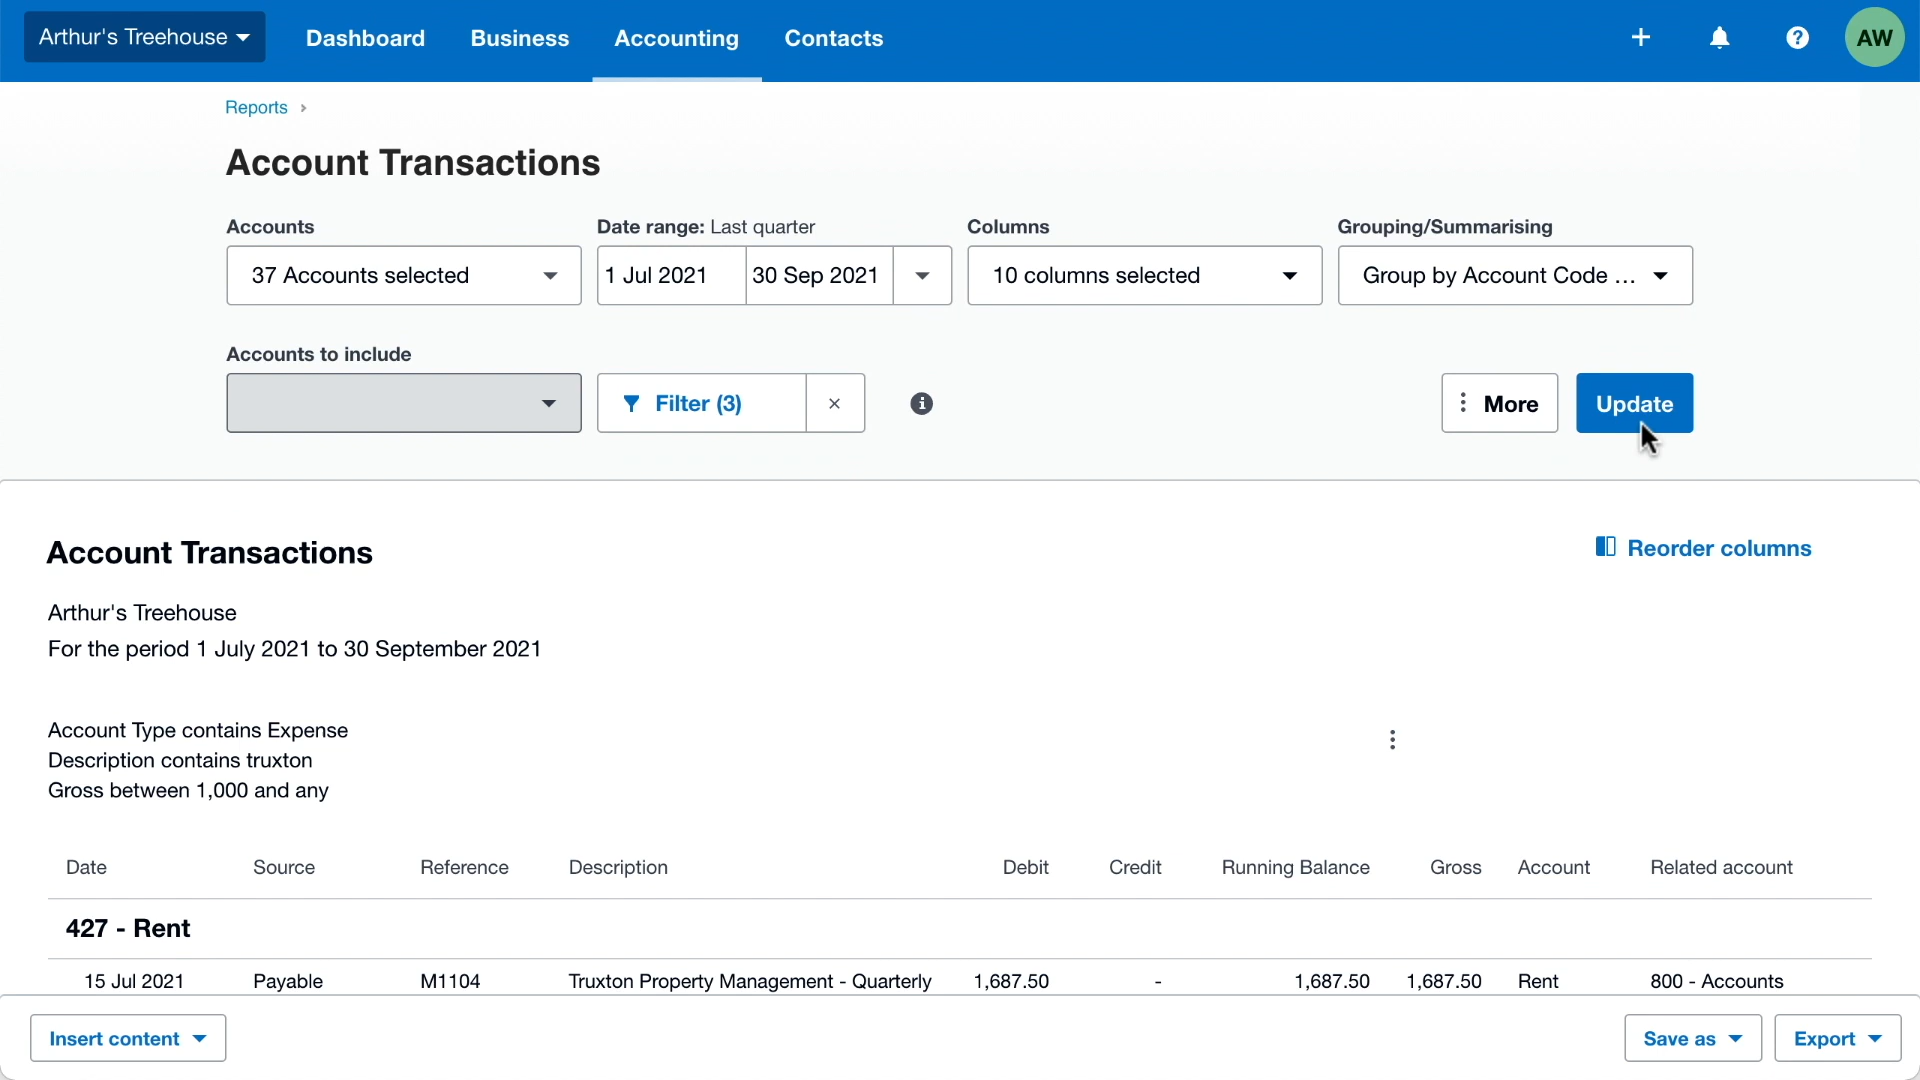 Arthur's Treehouse
Dashboard
Business
Accounting
Contacts
AW
Reports
Account Transactions
Accounts
Date range: Last quarter
Columns
Grouping/Summarising
37 Accounts selected
1 Jul 2021
30 Sep 2021
10 columns selected
Group by Account Code ...
Accounts to include
Filter (3)
More
Update
Account Transactions
Reorder columns
Arthur's Treehouse
For the period 1 July 2021 to 30 September 2021
Account Type contains Expense
Description contains truxton
Gross between 1,000 and any
Date Source Reference Description Debit Credit Running Balance Gross Account Related account
427 - Rent
15 Jul 2021 Payable M1104 Truxton Property Management - Quarterly 1,687.50 - 1,687.50 1,687.50 Rent 800 - Accounts
Insert content
Save as
Export